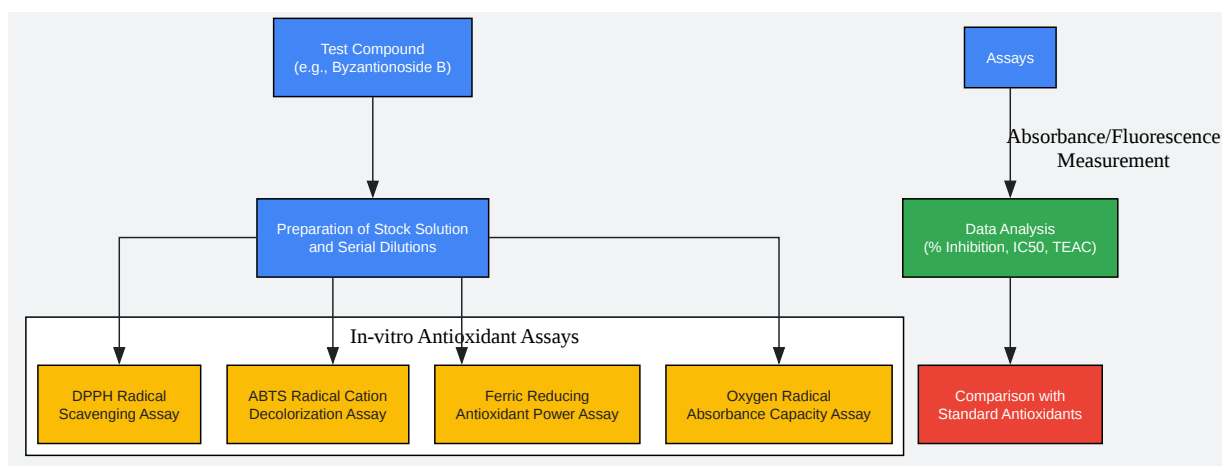 Test Compound
(e.g., Byzantionoside B)
Assays
Absorbance/Fluorescence
Measurement
Preparation of Stock Solution
and Serial Dilutions
Data Analysis
(% Inhibition, IC50, TEAC)
In-vitro Antioxidant Assays
DPPH Radical
Scavenging Assay
ABTS Radical Cation
Decolorization Assay
Ferric Reducing
Antioxidant Power Assay
Oxygen Radical
Absorbance Capacity Assay
Comparison with
Standard Antioxidants